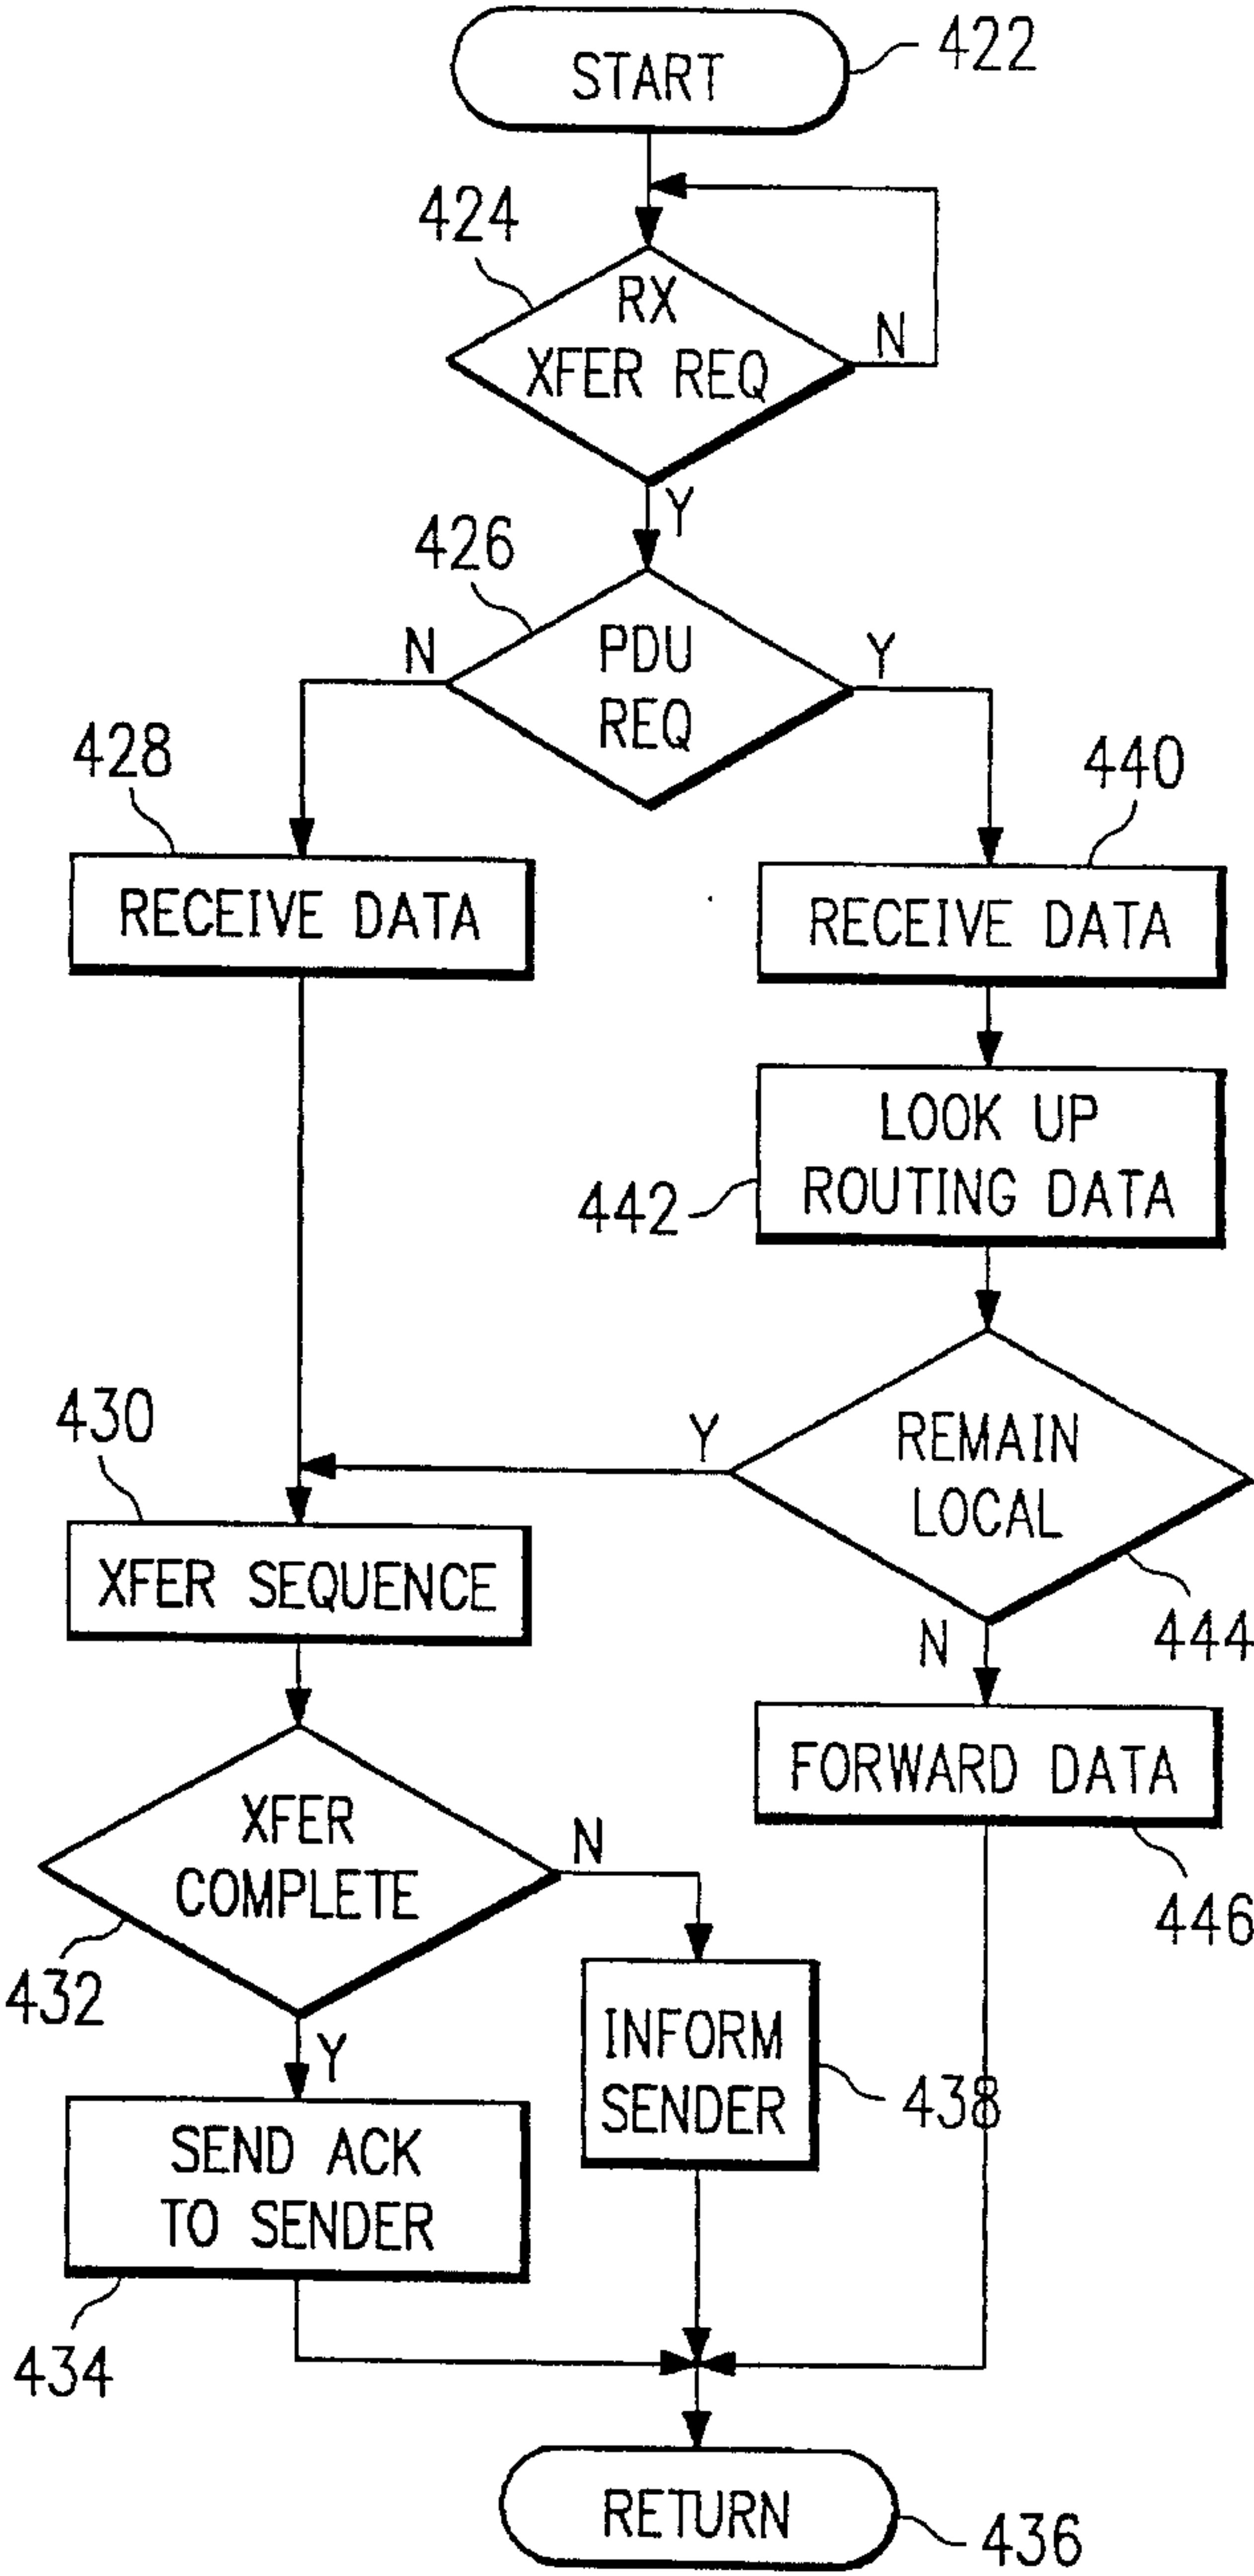 START
422
424
RX
XFER REQ
N
Y
426
PDU
REQ
N
Y
428
RECEIVE DATA
440
RECEIVE DATA
LOOK UP
ROUTING DATA
442
430
Y
REMAIN
LOCAL
444
XFER SEQUENCE
N
FORWARD DATA
446
XFER
COMPLETE
N
432
Y
INFORM
SENDER
438
SEND ACK
TO SENDER
434
RETURN
436